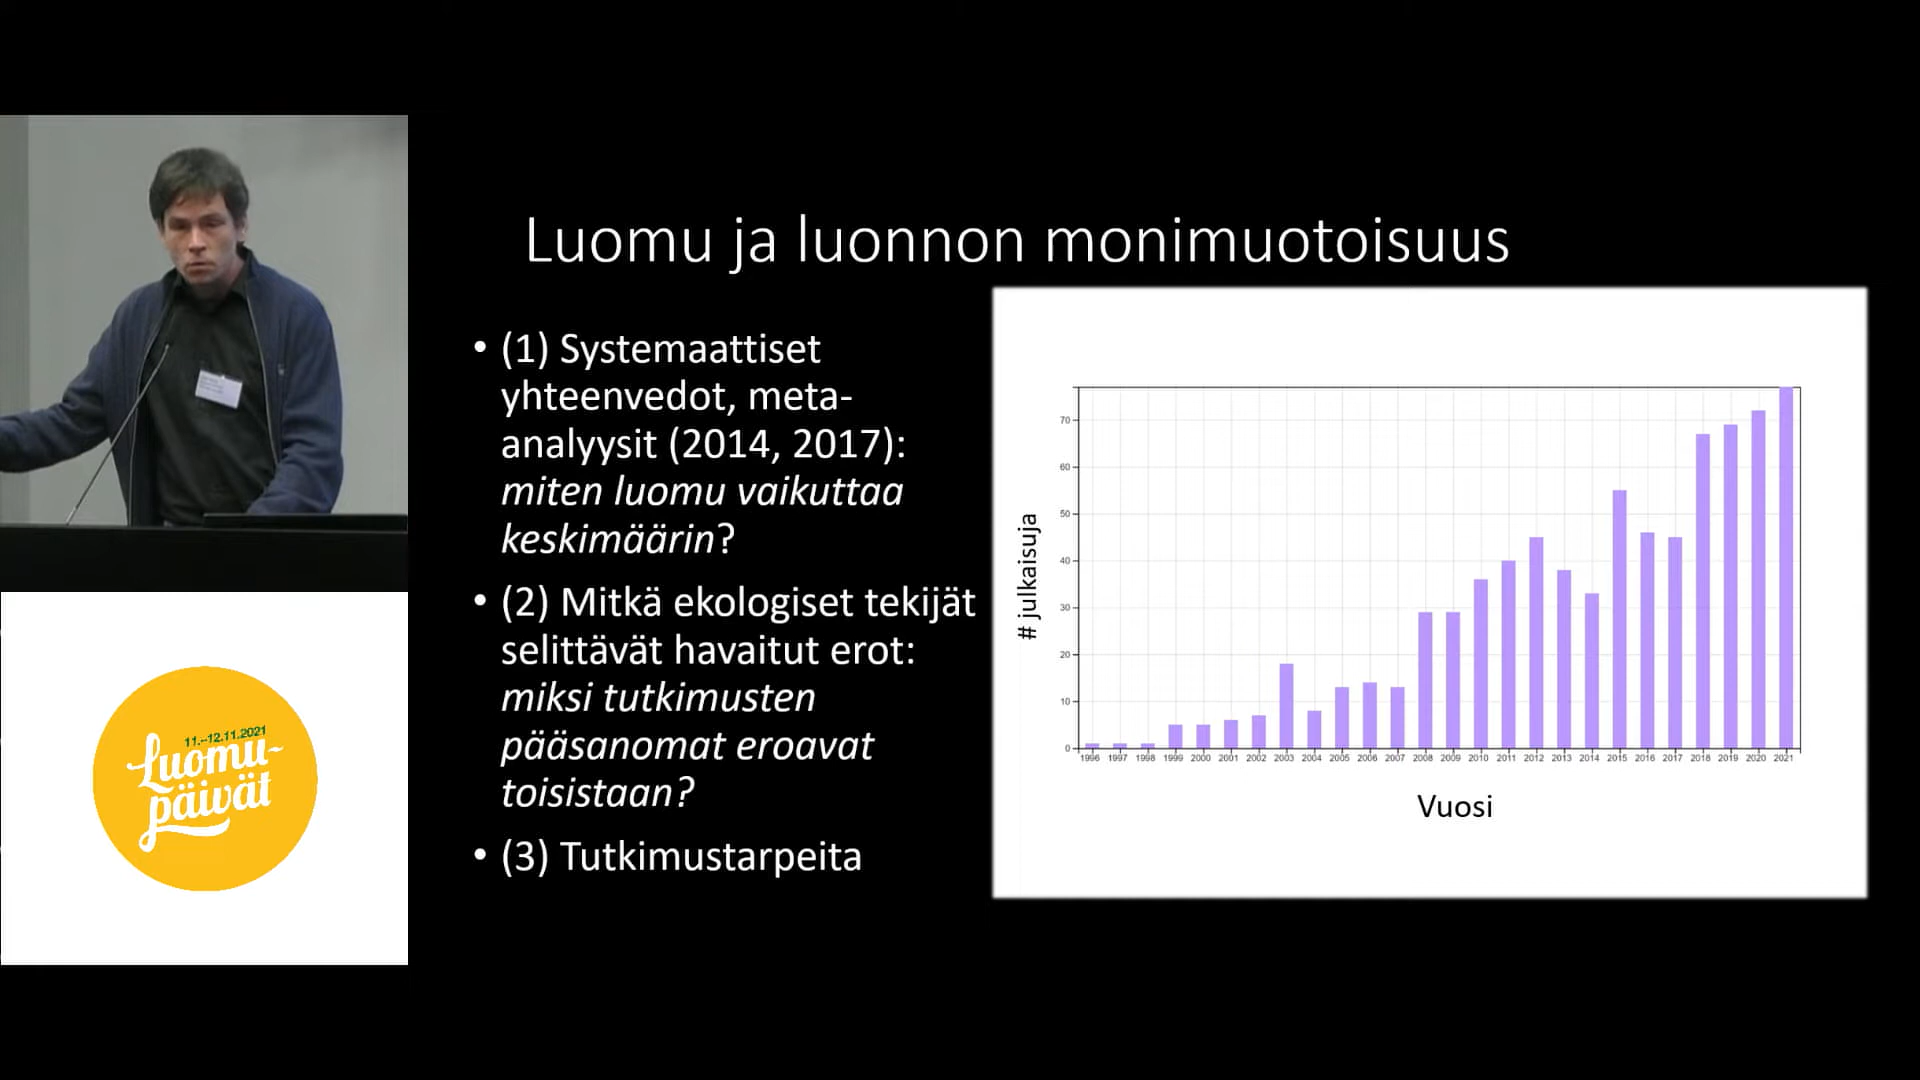 Luomu ja luonnon monimuotoisuus
• (1) Systemaattiset
yhteenvedot, meta-
analyysit (2014, 2017):
miten luomu vaikuttaa
keskimäärin?
• (2) Mitkä ekologiset tekijät
selittävät havaitut erot:
miksi tutkimusten
pääsanomat eroavat
toisistaan?
• (3) Tutkimustarpeita
# julkaisuja
70
60
50
40
30
20
10
0
1996 1997 1998 1999 2000 2001 2002 2003 2004 2005 2006 2007 2008 2009 2010 2011 2012 2013 2014 2015 2016 2017 2018 2019 2020 2021
Vuosi
11.–12.11.2021
Luomu-
päivät